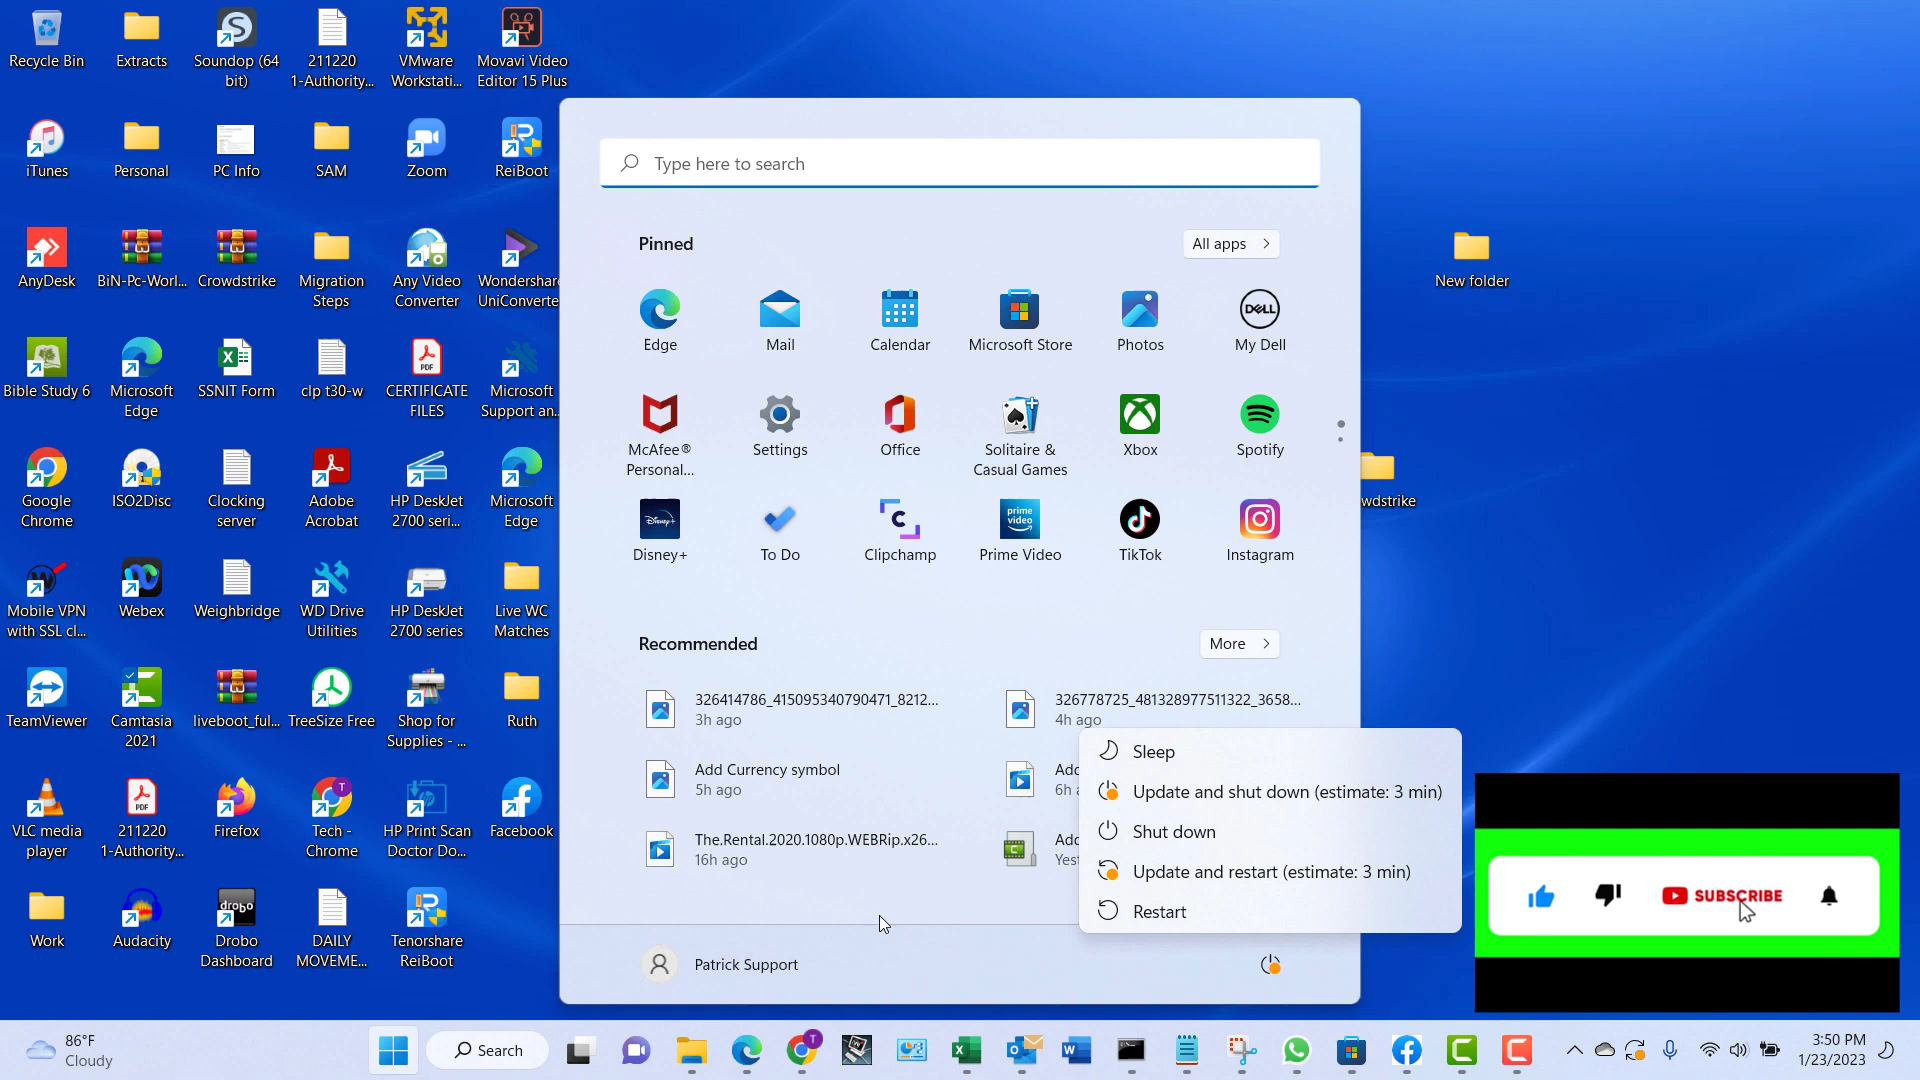 Recycle Bin
Extracts
Soundop (64
bit)
211220
1-Authority...
VMware
Workstati...
Movavi Video
Editor 15 Plus
iTunes
Personal
PC Info
SAM
Zoom
ReiBoot
AnyDesk
BiN-Pc-Worl...
Crowdstrike
Migration
Steps
Any Video
Converter
Wondershar
UniConverte
Bible Study 6
Microsoft
Edge
SSNIT Form
clp t30-w
CERTIFICATE
FILES
Microsoft
Support an...
Google
Chrome
ISO2Disc
Clocking
server
Adobe
Acrobat
HP DeskJet
2700 seri...
Microsoft
Edge
Mobile VPN
with SSL cl...
Webex
Weighbridge
WD Drive
Utilities
HP DeskJet
2700 series
Live WC
Matches
TeamViewer
Camtasia
2021
liveboot_ful...
TreeSize Free
Shop for
Supplies - ...
Ruth
VLC media
player
211220
1-Authority...
Firefox
Tech -
Chrome
HP Print Scan
Doctor Do...
Facebook
Work
Audacity
drobo
Drobo
Dashboard
DAILY
MOVEME...
Tenorshare
ReiBoot
New folder
wdstrike
Type here to search
Pinned
All apps
Edge
Mail
Calendar
Microsoft Store
Photos
DELL
My Dell
McAfee®
Personal...
Settings
Office
Solitaire &
Casual Games
Xbox
Spotify
Disney+
Disney+
To Do
Clipchamp
prime
video
Prime Video
TikTok
Instagram
Recommended
More
326414786_415095340790471_8212...
3h ago
326778725_481328977511322_3658...
4h ago
Add Currency symbol
5h ago
Add
6h a
The.Rental.2020.1080p.WEBRip.x26...
16h ago
Add
Yest
Sleep
Update and shut down (estimate: 3 min)
Shut down
Update and restart (estimate: 3 min)
Restart
Patrick Support
SUBSCRIBE
86°F
Cloudy
Search
3:50 PM
1/23/2023